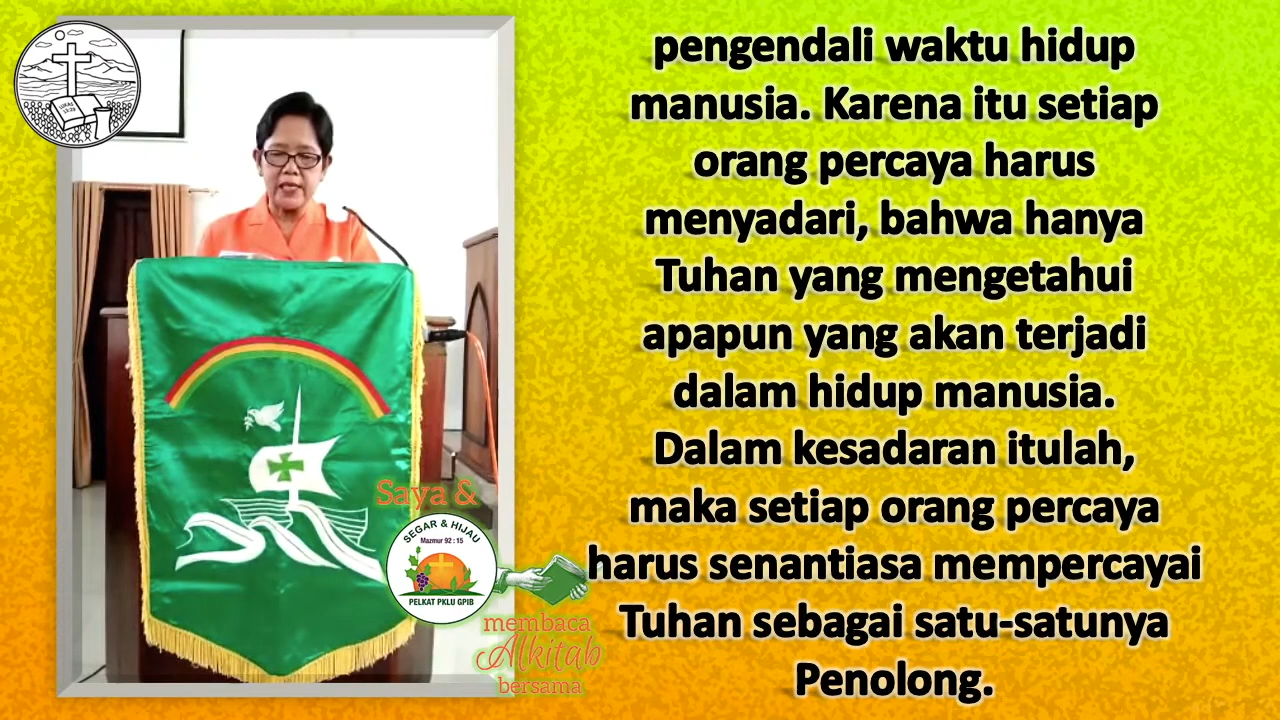 pengendali waktu hidup
manusia. Karena itu setiap
orang percaya harus
menyadari, bahwa hanya
Tuhan yang mengetahui
apapun yang akan terjadi
dalam hidup manusia.
Dalam kesadaran itulah,
maka setiap orang percaya
harus senantiasa mempercayai
Tuhan sebagai satu-satunya
Penolong.
Saya &
SEGAR & HIJAU
Mazmur 92 : 15
PELKAT PKLU GPIB
membaca
Alkitab
bersama
LUKAS